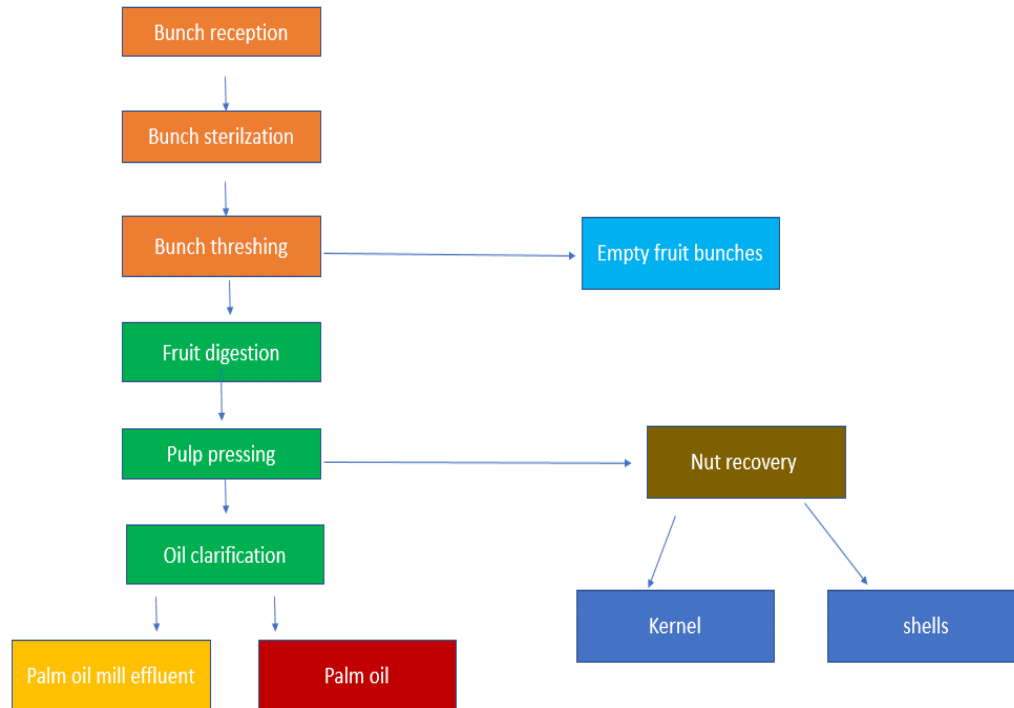 Bunch reception
Bunch sterilzation
Bunch threshing
Empty fruit bunches
Fruit digestion
Pulp pressing
Nut recovery
Oil clarification
Kernel
shells
Palm oil mill effluent
Palm oil